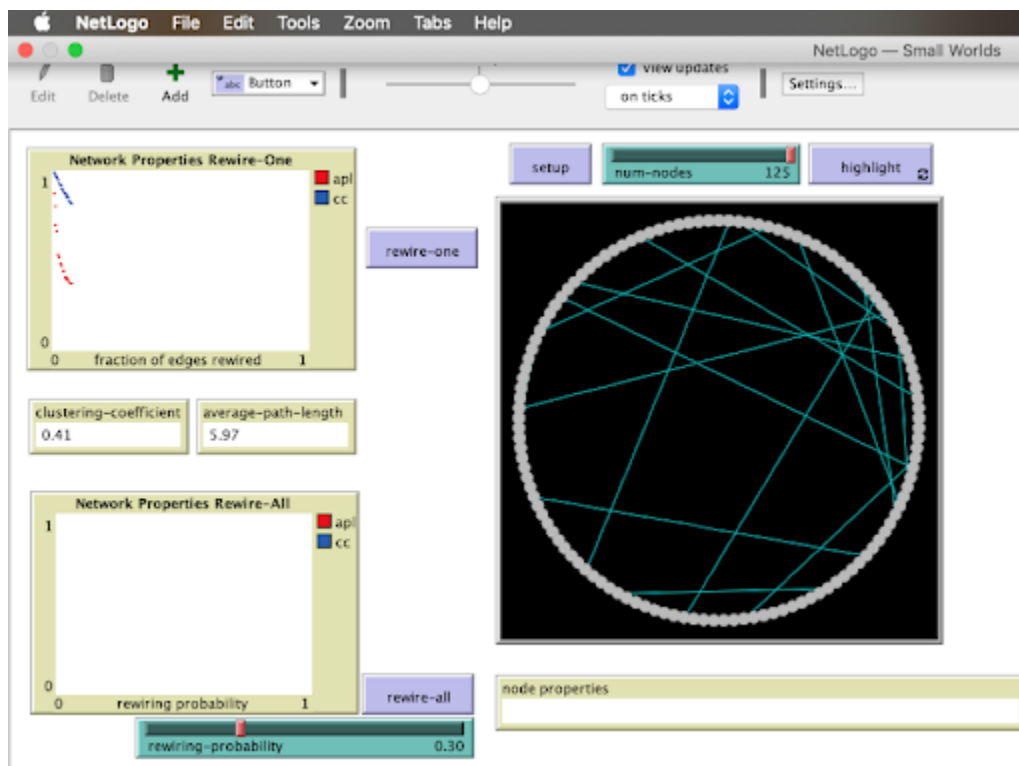 NetLogo File Edit Tools Zoom Tabs Help
NetLogo — Small Worlds
Edit Delete Add abc Button view updates
on ticks Settings...
Network Properties Rewire-One
1
apl
cc
0
0 fraction of edges rewired 1
rewire-one
setup
num-nodes 125
highlight
clustering-coefficient
0.41
average-path-length
5.97
Network Properties Rewire-All
1
apl
cc
0
0 rewiring probability 1
rewire-all
rewiring-probability 0.30
node properties